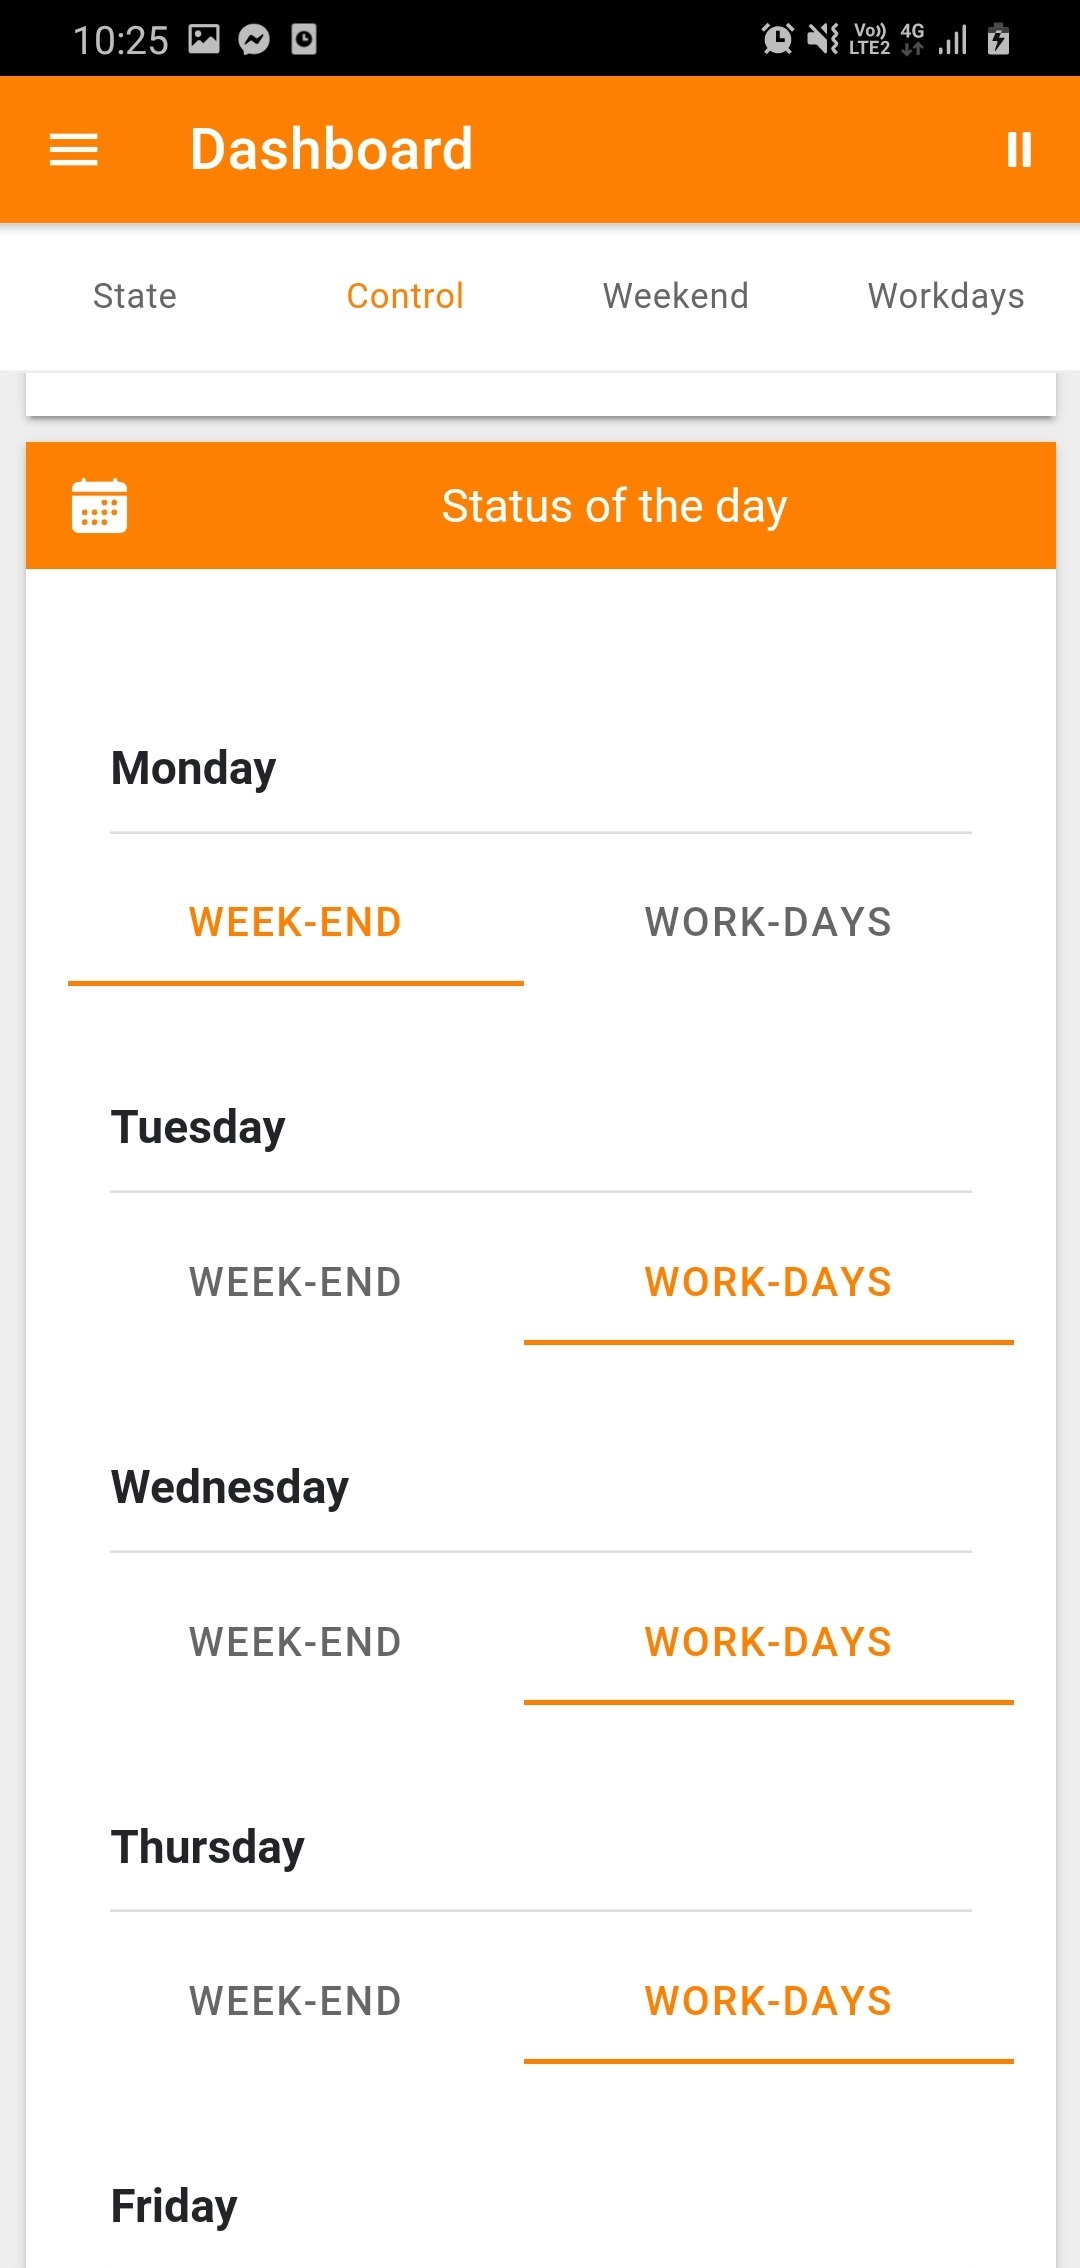 10:25 Vo)) LTE2 4G
Dashboard
State Control Weekend Workdays
Status of the day
Monday
WEEK-END WORK-DAYS
Tuesday
WEEK-END WORK-DAYS
Wednesday
WEEK-END WORK-DAYS
Thursday
WEEK-END WORK-DAYS
Friday